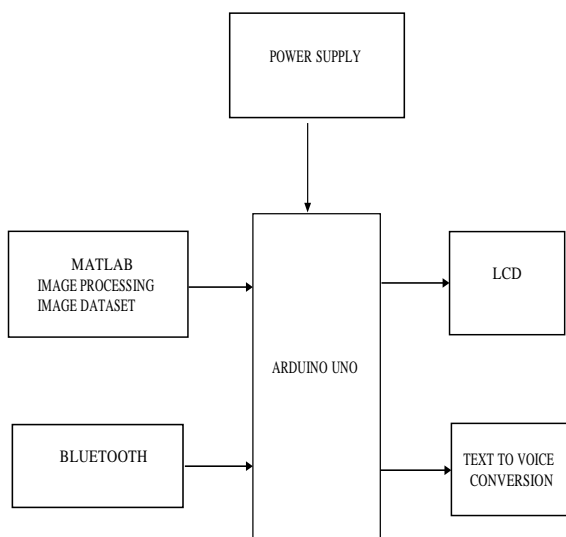 POWER SUPPLY
MATLAB
IMAGE PROCESSING
IMAGE DATASET
LCD
ARDUINO UNO
BLUETOOTH
TEXT TO VOICE
CONVERSION